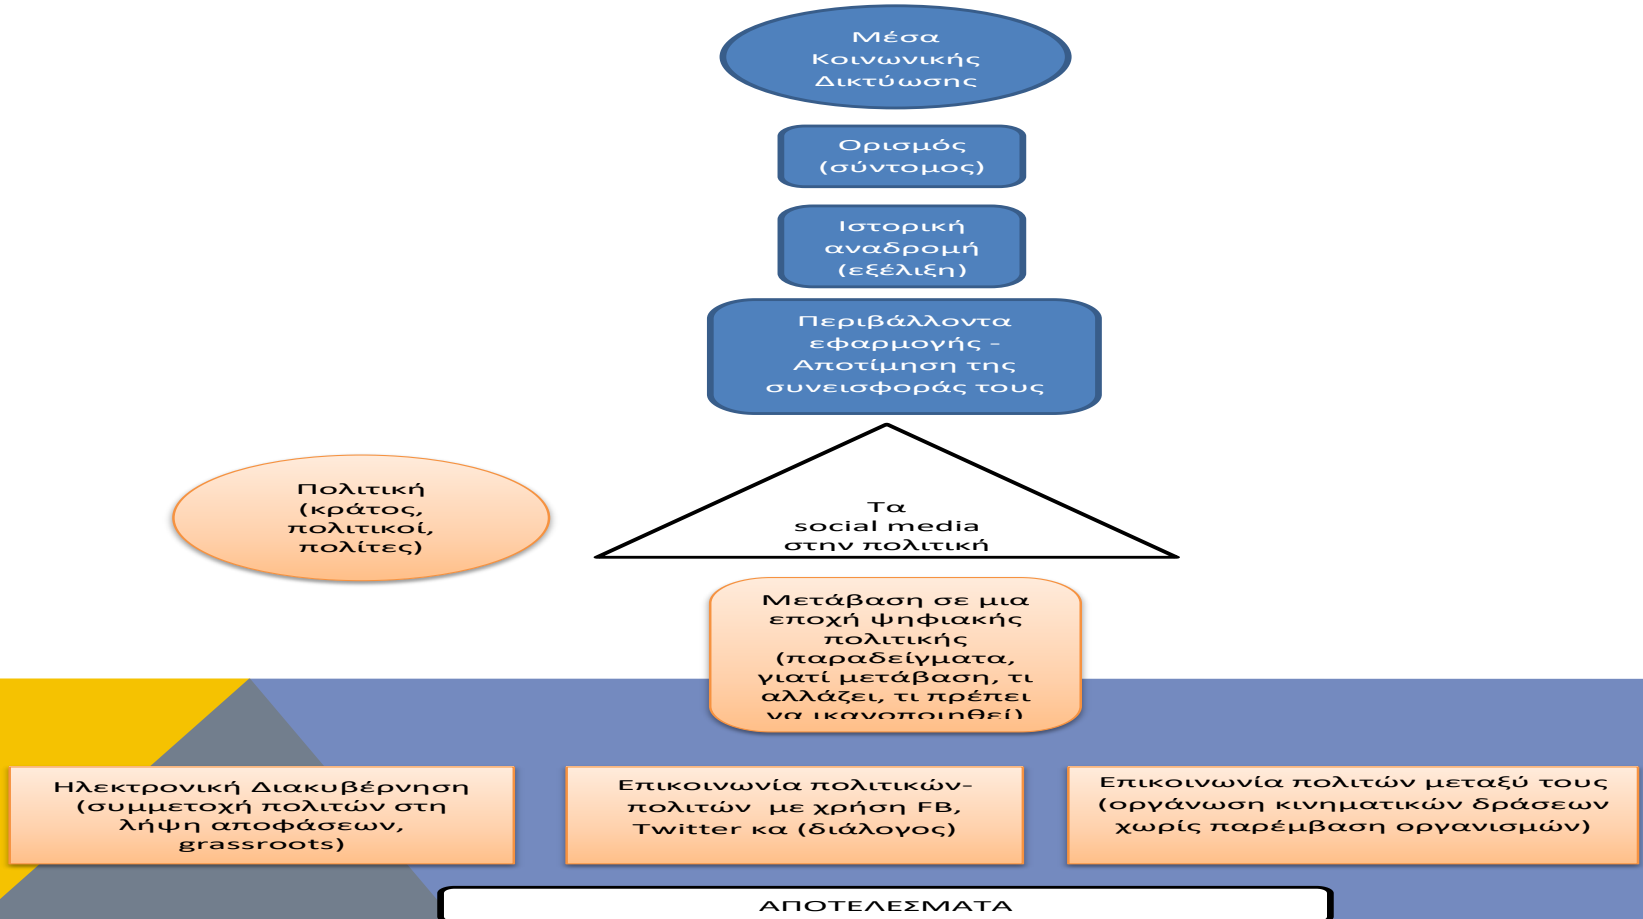 Μέσα
Κοινωνικής
Δικτύωσης
Ορισμός
(σύντομος)
Ιστορική
αναδρομή
(εξέλιξη)
Περιβάλλοντα
εφαρμογής -
Αποτίμηση της
συνεισφοράς τους
Πολιτική
(κράτος,
πολιτικοί,
πολίτες)
Τα
social media
στην πολιτική
Μετάβαση σε μια
εποχή ψηφιακής
πολιτικής
(παραδείγματα,
γιατί μετάβαση, τι
αλλάζει, τι πρέπει
να ικανοποιηθεί)
Ηλεκτρονική Διακυβέρνηση
(συμμετοχή πολιτών στη
λήψη αποφάσεων,
grassroots)
Επικοινωνία πολιτικών-
πολιτών με χρήση FB,
Twitter κα (διάλογος)
Επικοινωνία πολιτών μεταξύ τους
(οργάνωση κινηματικών δράσεων
χωρίς παρέμβαση οργανισμών)
ΑΠΟΤΕΛΕΣΜΑΤΑ